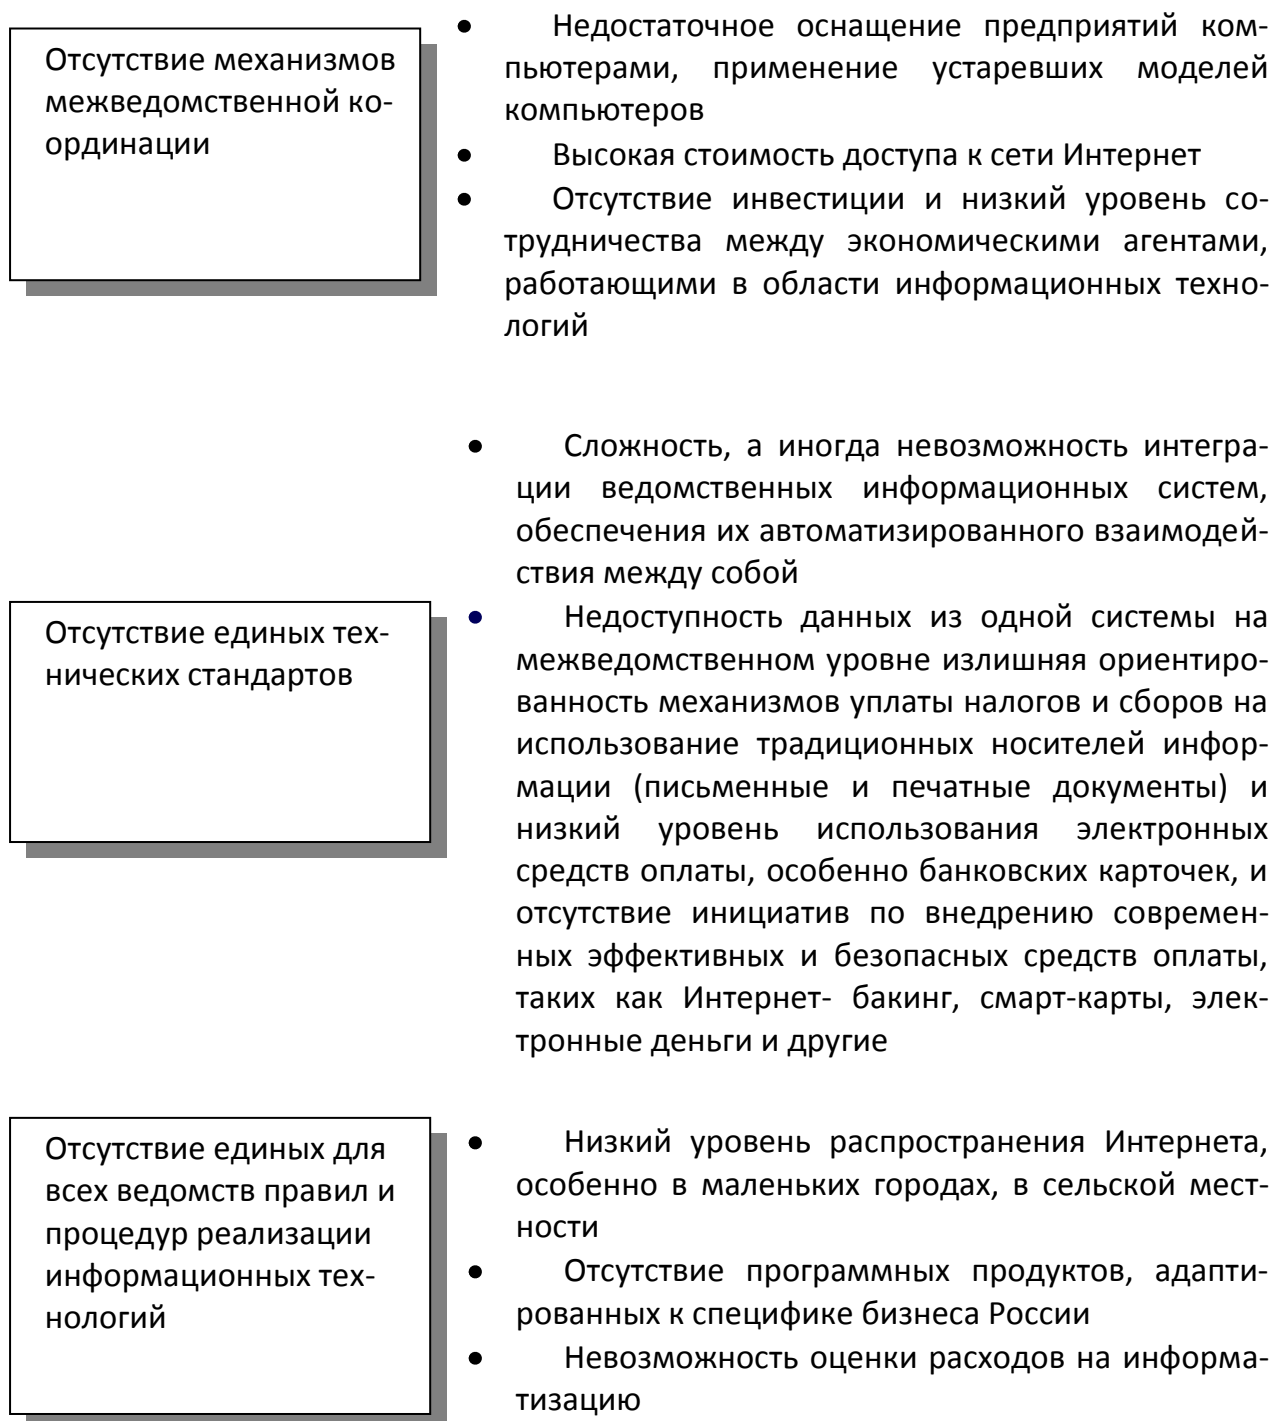 Отсутствие механизмов
межведомственной ко-
ординации
• Недостаточное оснащение предприятий ком-
пьютерами, применение устаревших моделей
компьютеров
• Высокая стоимость доступа к сети Интернет
• Отсутствие инвестиции и низкий уровень со-
трудничества между экономическими агентами,
работающими в области информационных техно-
логий
Отсутствие единых тех-
нических стандартов
• Сложность, а иногда невозможность интегра-
ции ведомственных информационных систем,
обеспечения их автоматизированного взаимодей-
ствия между собой
• Недоступность данных из одной системы на
межведомственном уровне излишняя ориентиро-
ванность механизмов уплаты налогов и сборов на
использование традиционных носителей инфор-
мации (письменные и печатные документы) и
низкий уровень использования электронных
средств оплаты, особенно банковских карточек, и
отсутствие инициатив по внедрению современ-
ных эффективных и безопасных средств оплаты,
таких как Интернет- бакинг, смарт-карты, элек-
тронные деньги и другие
Отсутствие единых для
всех ведомств правил и
процедур реализации
информационных тех-
нологий
• Низкий уровень распространения Интернета,
особенно в маленьких городах, в сельской мест-
ности
• Отсутствие программных продуктов, адапти-
рованных к специфике бизнеса России
• Невозможность оценки расходов на информа-
тизацию